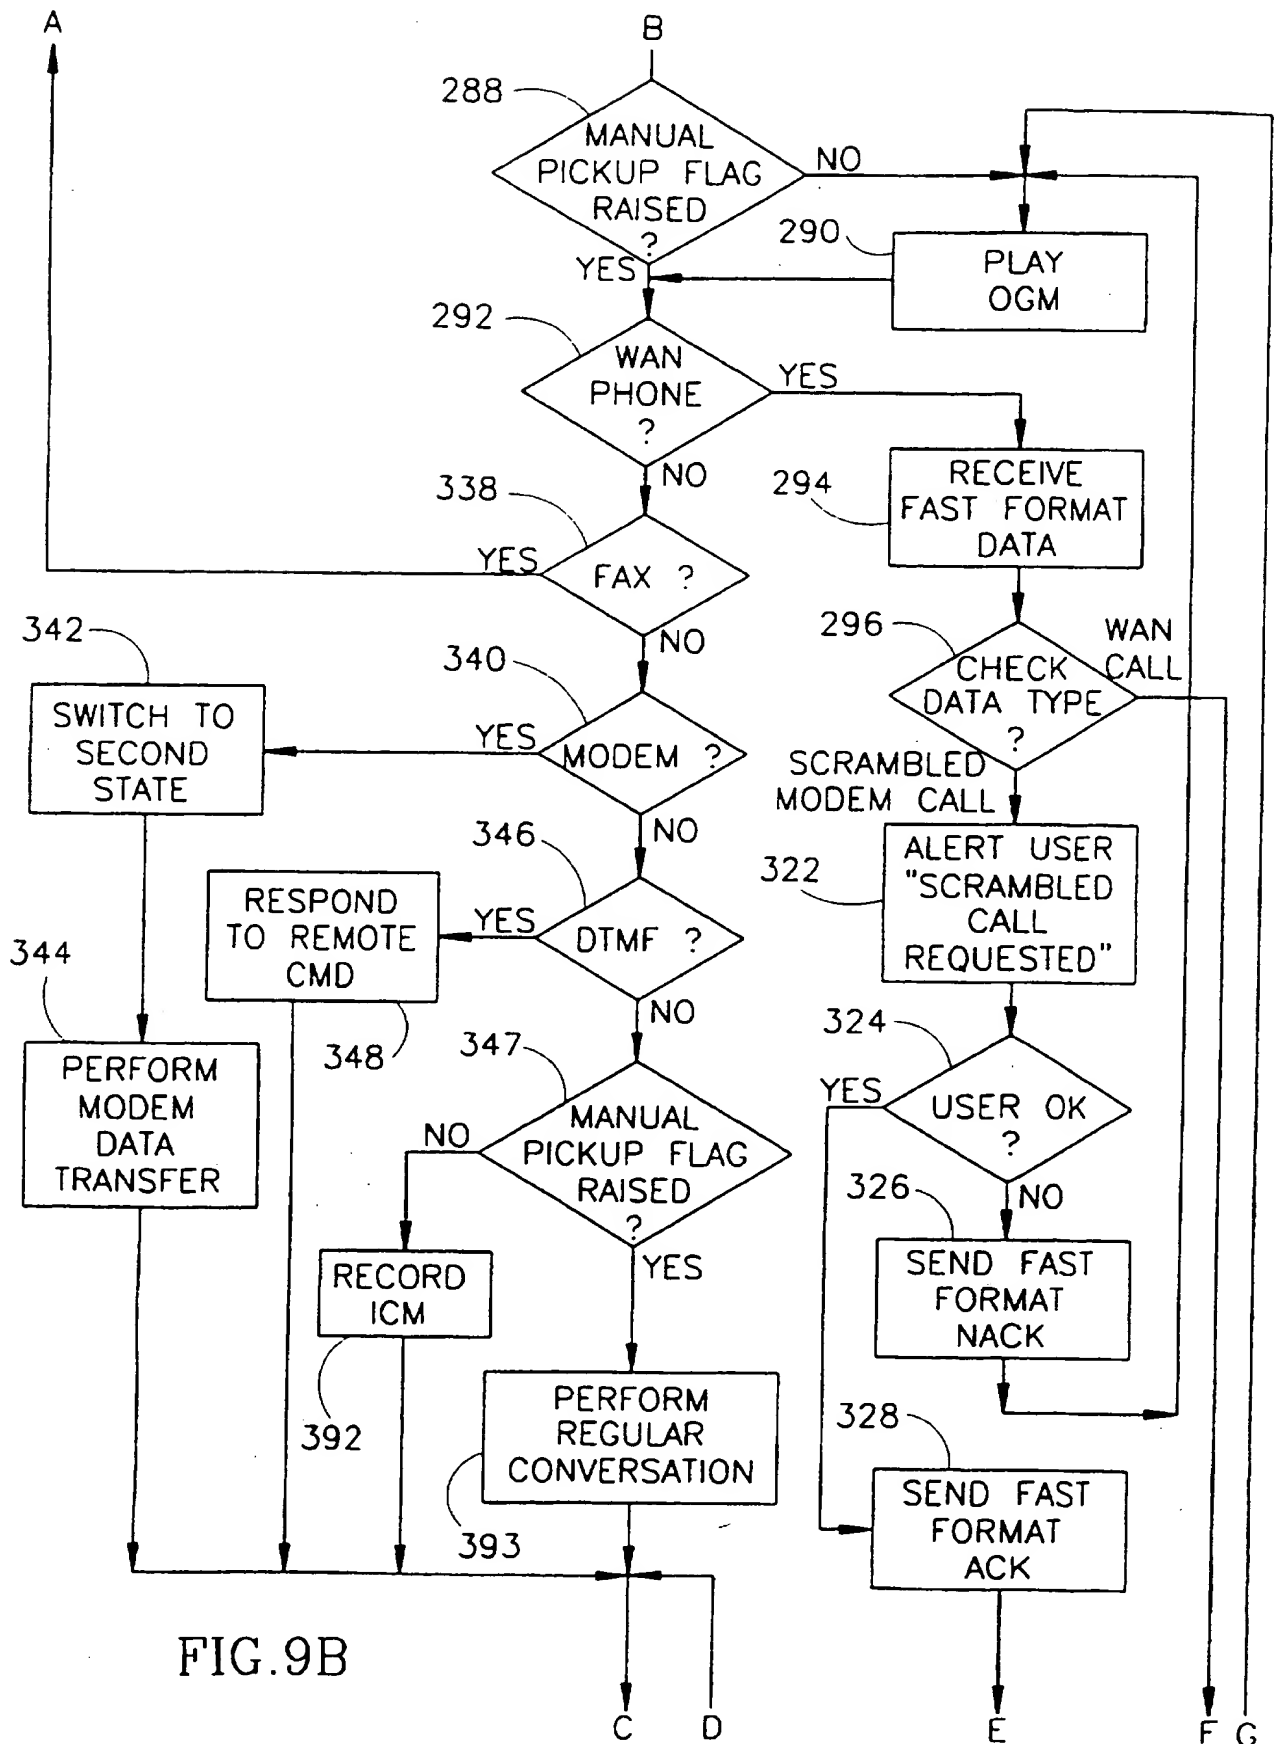 A
B
288
MANUAL
PICKUP FLAG
RAISED
?
NO
YES
290
PLAY
OGM
292
WAN
PHONE
?
YES
NO
294
RECEIVE
FAST FORMAT
DATA
338
FAX ?
YES
NO
296
CHECK
DATA TYPE
?
WAN
CALL
SCRAMBLED
MODEM CALL
340
MODEM ?
YES
NO
342
SWITCH TO
SECOND
STATE
344
PERFORM
MODEM
DATA
TRANSFER
346
DTMF ?
YES
NO
RESPOND
TO REMOTE
CMD
348
322
ALERT USER
"SCRAMBLED
CALL
REQUESTED"
324
USER OK
?
YES
NO
347
MANUAL
PICKUP FLAG
RAISED
?
NO
YES
326
SEND FAST
FORMAT
NACK
RECORD
ICM
392
PERFORM
REGULAR
CONVERSATION
393
328
SEND FAST
FORMAT
ACK
FIG.9B
C
D
E
F
G